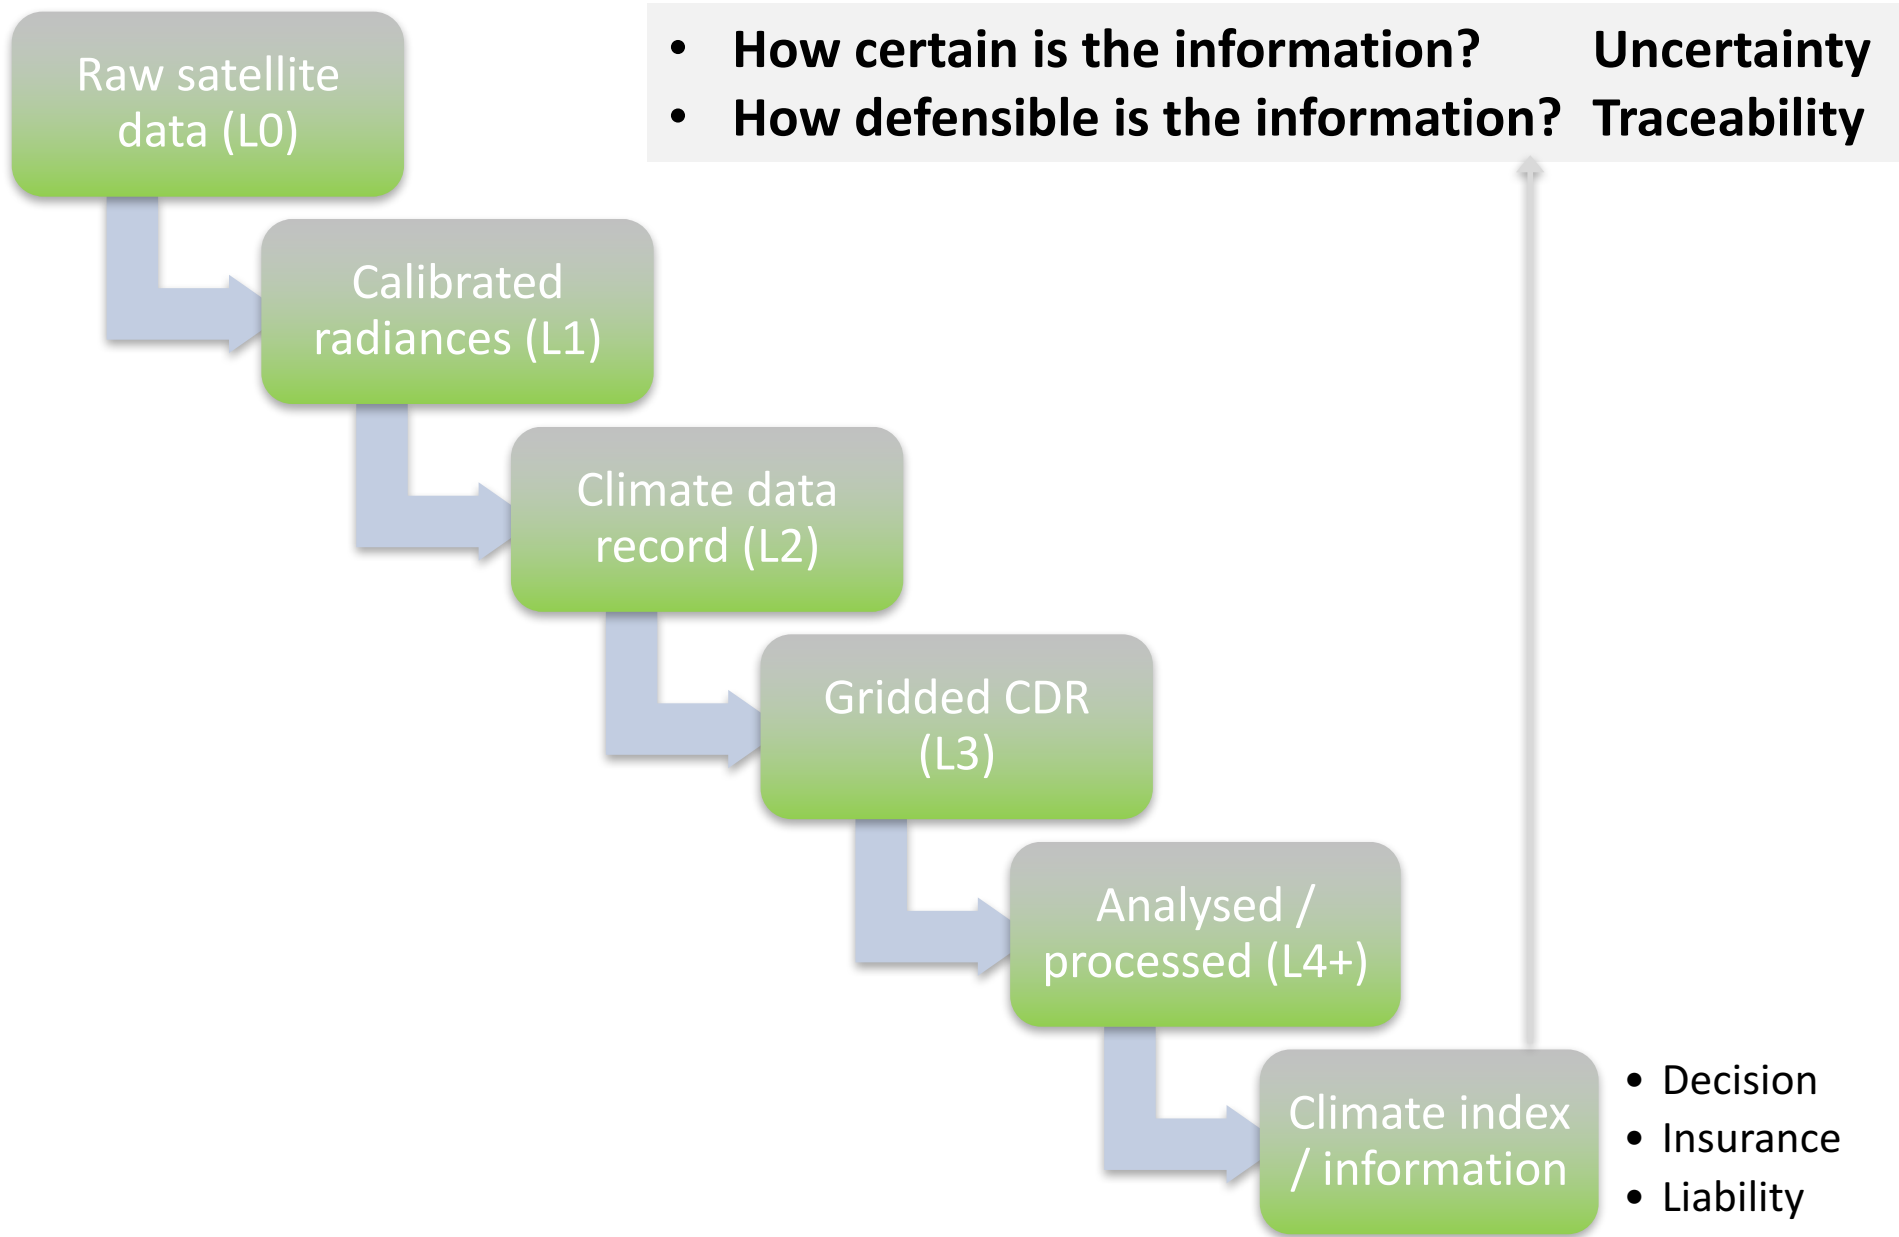 Raw satellite
data (L0)
• How certain is the information? Uncertainty
• How defensible is the information? Traceability
Calibrated
radiances (L1)
Climate data
record (L2)
Gridded CDR
(L3)
Analysed /
processed (L4+)
Climate index
/ information
• Decision
• Insurance
• Liability